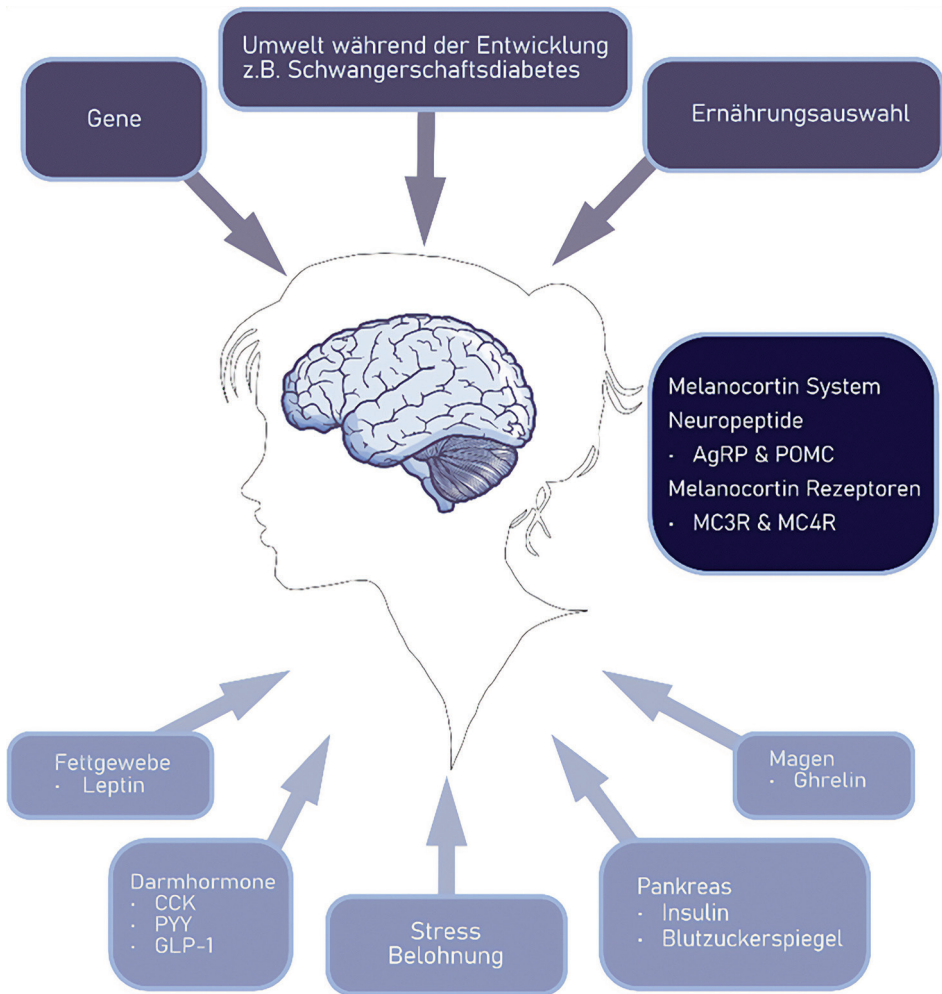 Umwelt während der Entwicklung
z.B. Schwangerschaftsdiabetes
Gene
Ernährungsauswahl
Melanocortin System
Neuropeptide
· AgRP & POMC
Melanocortin Rezeptoren
· MC3R & MC4R
Fettgewebe
· Leptin
Magen
· Ghrelin
Darmhormone
· CCK
· PYY
· GLP-1
Stress
Belohnung
Pankreas
· Insulin
· Blutzuckerspiegel